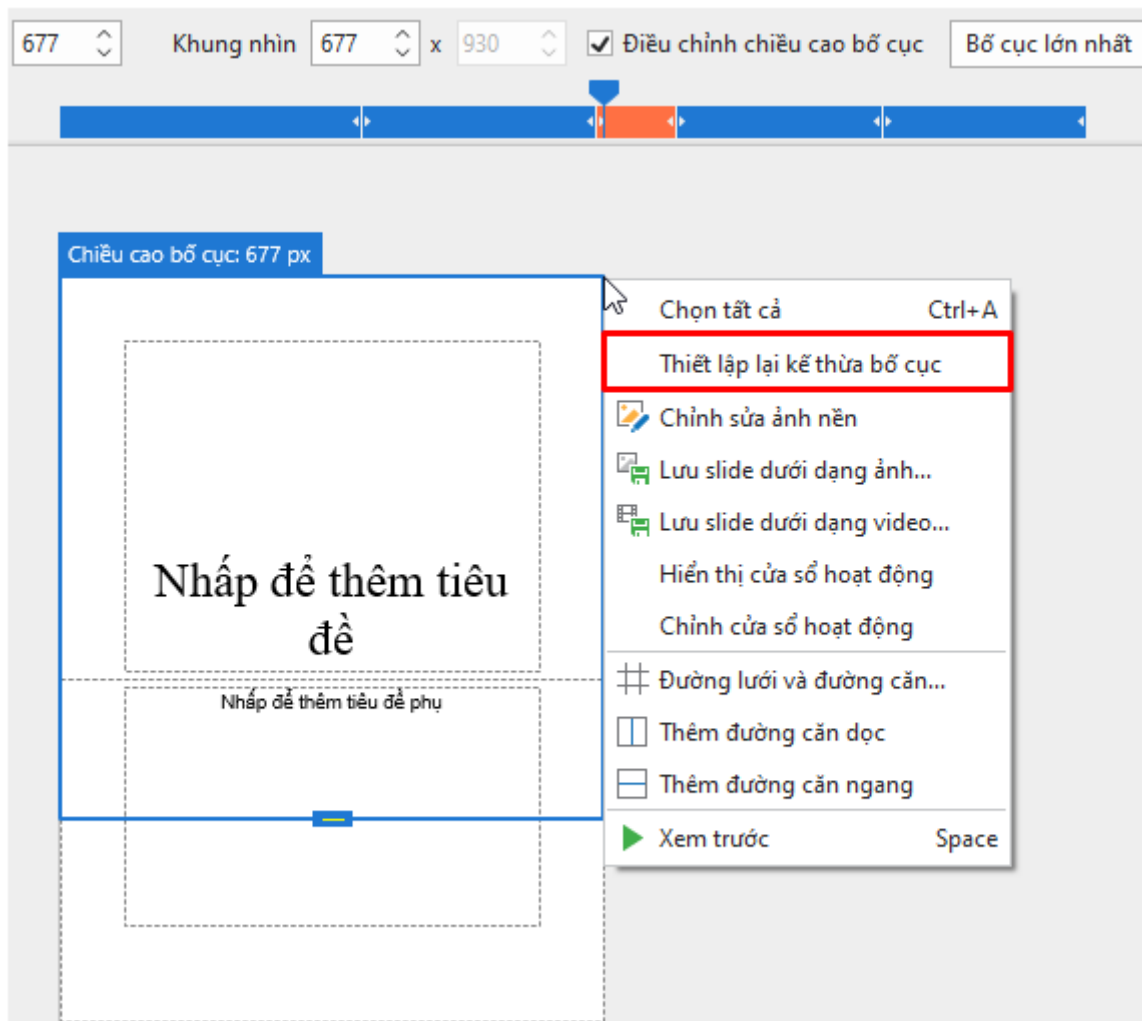 677 Khung nhìn 677 x 930 Điều chỉnh chiều cao bố cục Bố cục lớn nhất
Chiều cao bố cục: 677 px
Nhấp để thêm tiêu
đề
Nhấp để thêm tiêu đề phụ
Chọn tất cả Ctrl+A
Thiết lập lại kế thừa bố cục
Chỉnh sửa ảnh nền
Lưu slide dưới dạng ảnh...
Lưu slide dưới dạng video...
Hiển thị cửa sổ hoạt động
Chỉnh cửa sổ hoạt động
Đường lưới và đường căn...
Thêm đường căn dọc
Thêm đường căn ngang
Xem trước Space